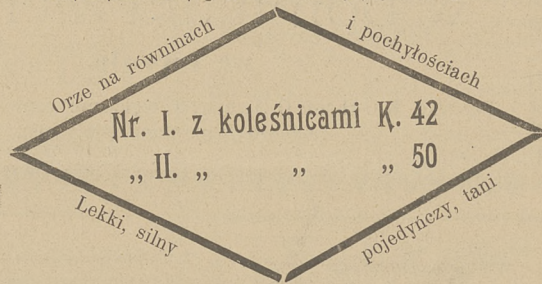 Orze na równinach
i pochyłościach
Nr. I. z koleśnicami K. 42
„ II. „ „ „ 50
Lekki, silny
pojedyńczy, tani